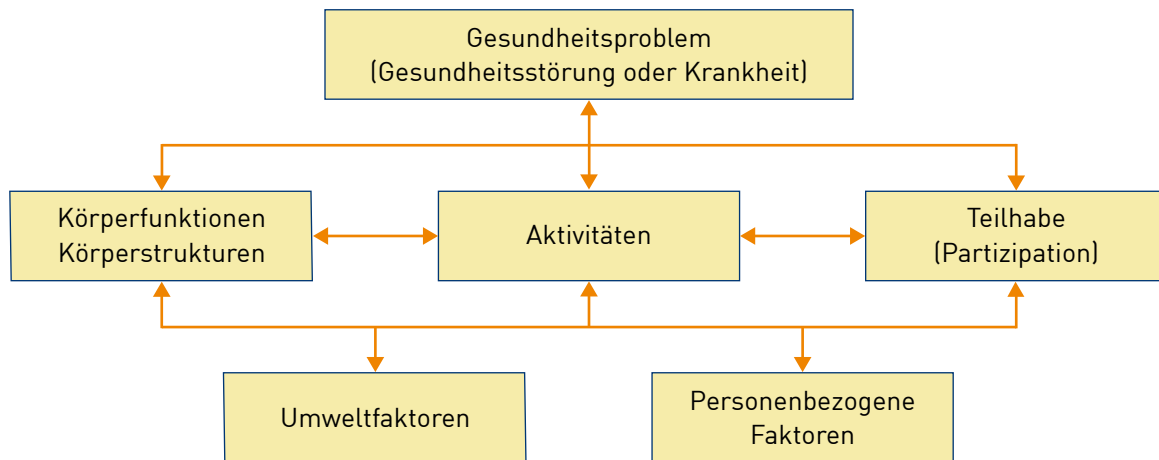 Gesundheitsproblem
(Gesundheitsstörung oder Krankheit)
Körperfunktionen
Körperstrukturen
Aktivitäten
Teilhabe
(Partizipation)
Umweltfaktoren
Personenbezogene
Faktoren